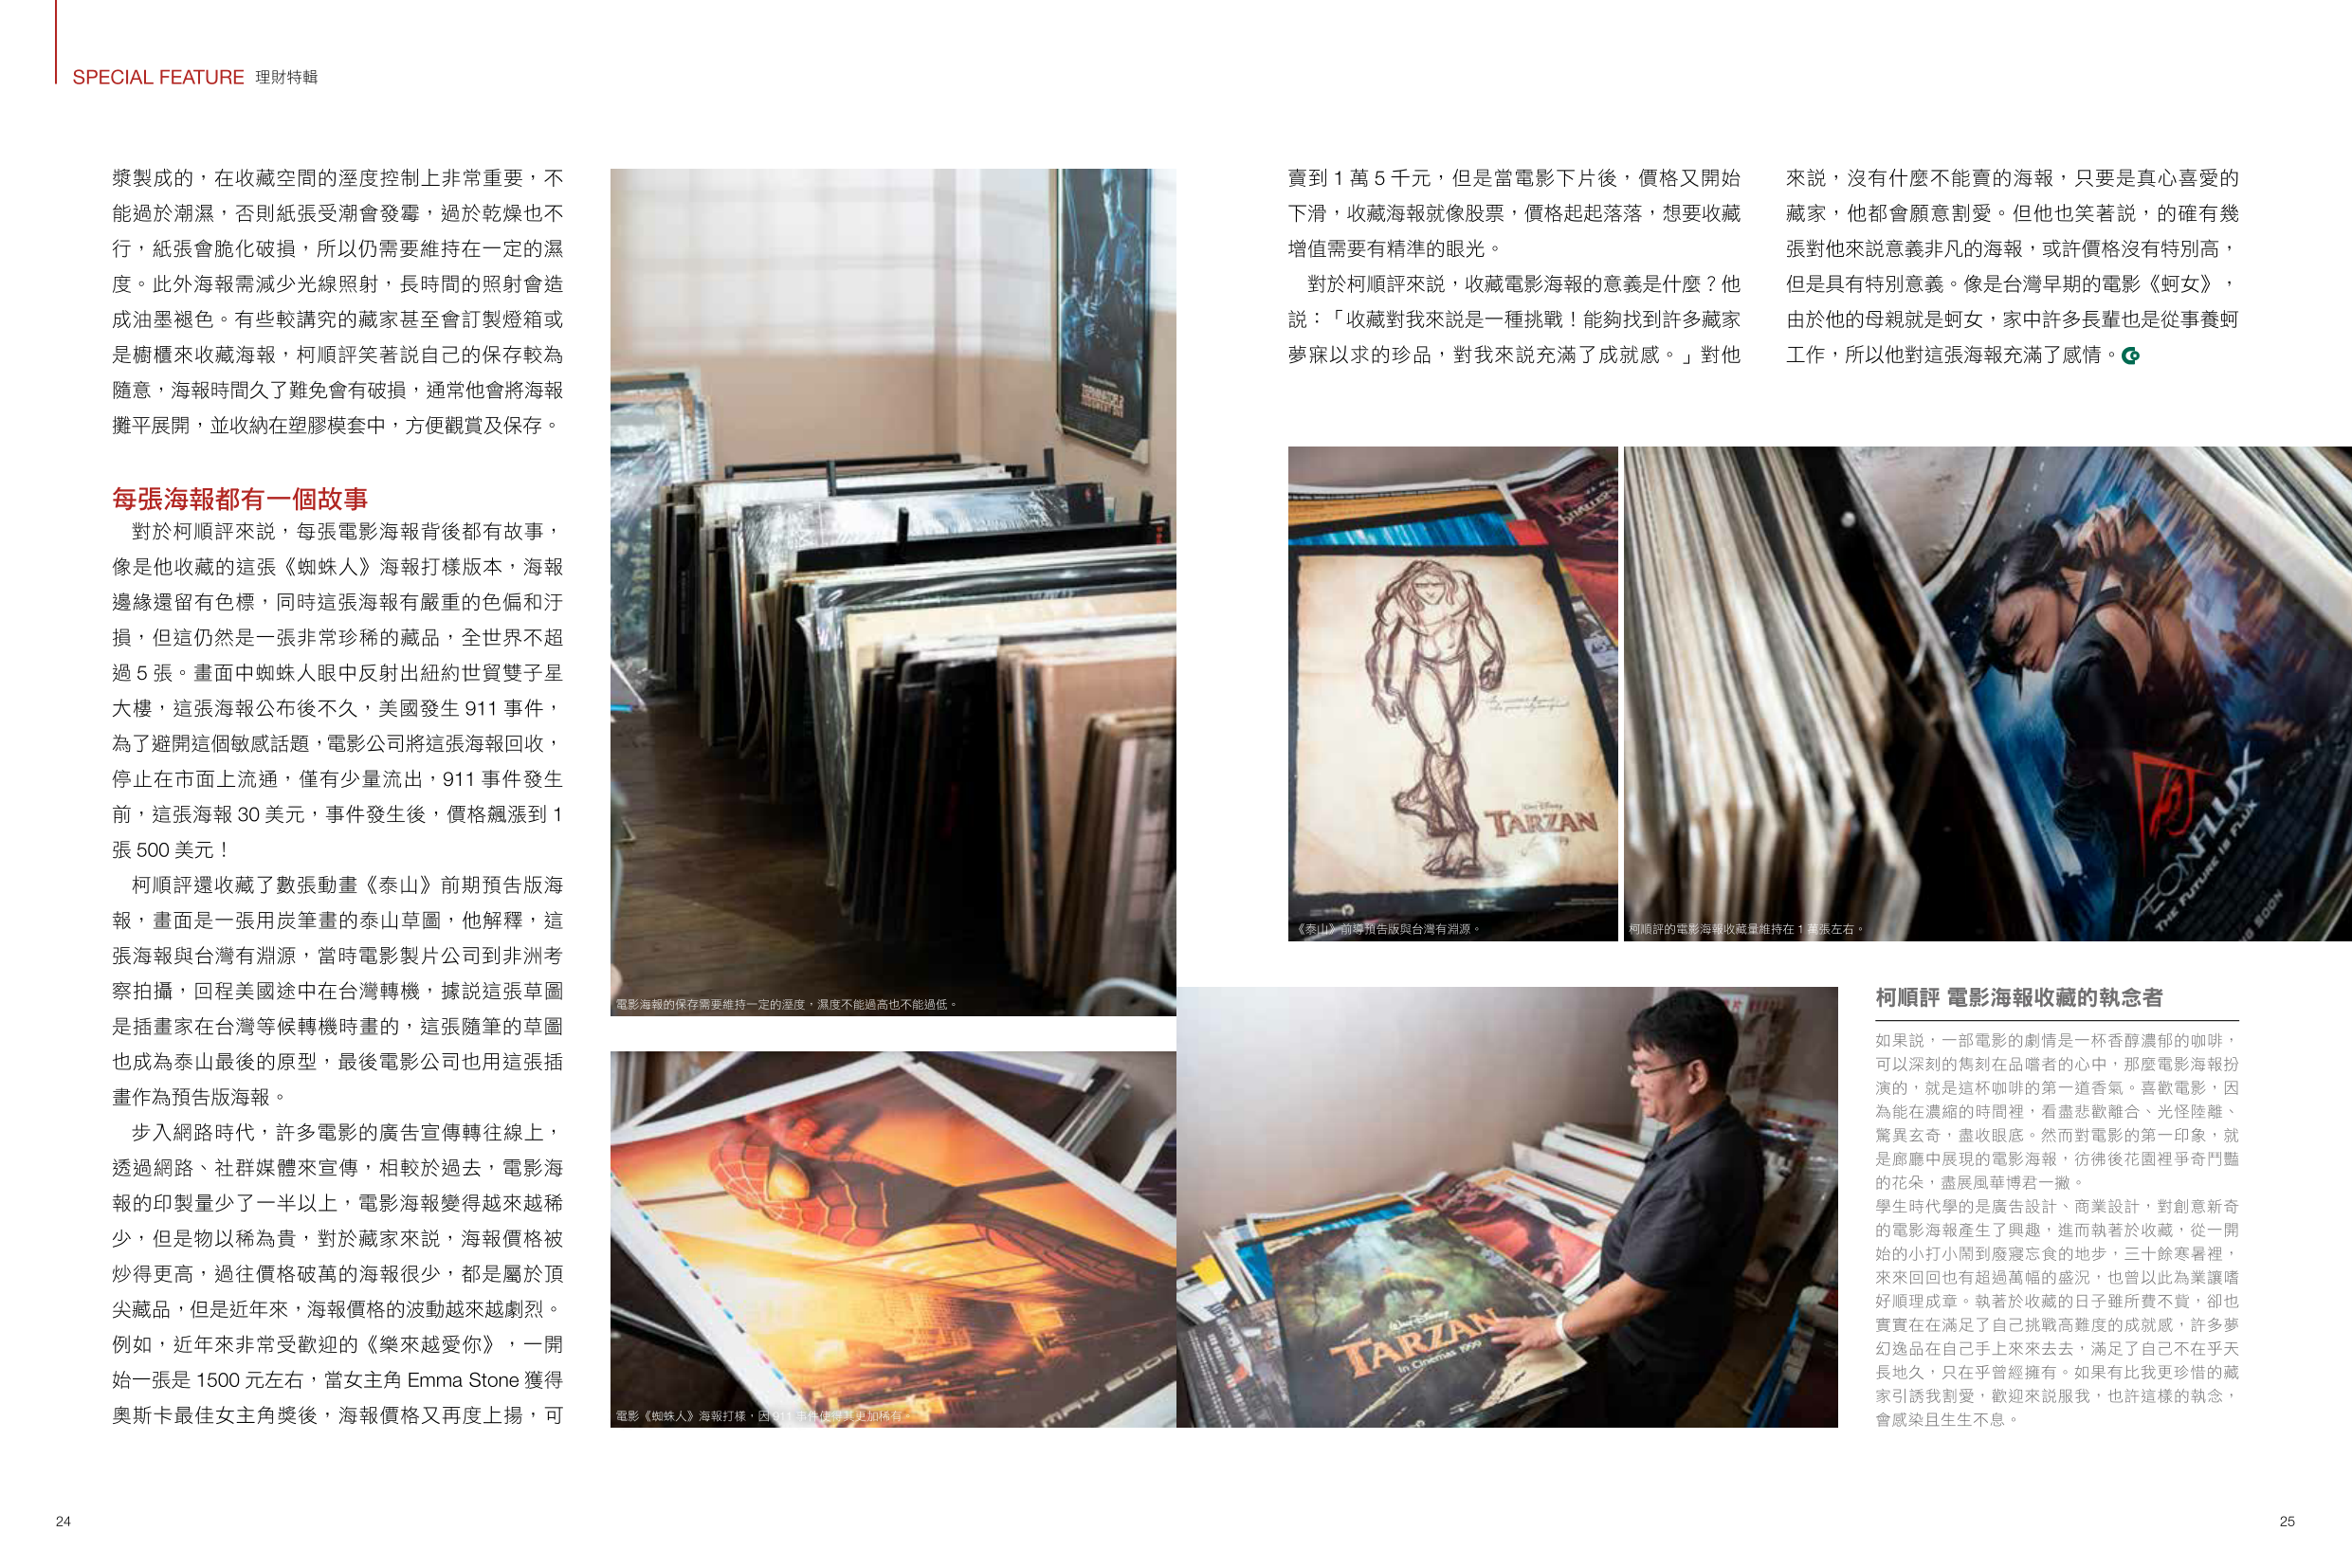 SPECIAL FEATURE 理財特輯
漿製成的，在收藏空間的溼度控制上非常重要，不
能過於潮濕，否則紙張受潮會發霉，過於乾燥也不
行，紙張會脆化破損，所以仍需要維持在一定的濕
度。此外海報需減少光線照射，長時間的照射會造
成油墨褪色。有些較講究的藏家甚至會訂製燈箱或
是櫥櫃來收藏海報，柯順評笑著説自己的保存較為
隨意，海報時間久了難免會有破損，通常他會將海報
攤平展開，並收納在塑膠模套中，方便觀賞及保存。
每張海報都有一個故事
對於柯順評來説，每張電影海報背後都有故事，
像是他收藏的這張《蜘蛛人》海報打樣版本，海報
邊緣還留有色標，同時這張海報有嚴重的色偏和汙
損，但這仍然是一張非常珍稀的藏品，全世界不超
過 5 張。畫面中蜘蛛人眼中反射出紐約世貿雙子星
大樓，這張海報公布後不久，美國發生 911 事件，
為了避開這個敏感話題，電影公司將這張海報回收，
停止在市面上流通，僅有少量流出，911 事件發生
前，這張海報 30 美元，事件發生後，價格飆漲到 1
張 500 美元！
柯順評還收藏了數張動畫《泰山》前期預告版海
報，畫面是一張用炭筆畫的泰山草圖，他解釋，這
張海報與台灣有淵源，當時電影製片公司到非洲考
察拍攝，回程美國途中在台灣轉機，據説這張草圖
是插畫家在台灣等候轉機時畫的，這張隨筆的草圖
也成為泰山最後的原型，最後電影公司也用這張插
畫作為預告版海報。
步入網路時代，許多電影的廣告宣傳轉往線上，
透過網路、社群媒體來宣傳，相較於過去，電影海
報的印製量少了一半以上，電影海報變得越來越稀
少，但是物以稀為貴，對於藏家來説，海報價格被
炒得更高，過往價格破萬的海報很少，都是屬於頂
尖藏品，但是近年來，海報價格的波動越來越劇烈。
例如，近年來非常受歡迎的《樂來越愛你》，一開
始一張是 1500 元左右，當女主角 Emma Stone 獲得
奧斯卡最佳女主角獎後，海報價格又再度上揚，可
TERMINATOR 2
電影海報的保存需要維持一定的溼度，濕度不能過高也不能過低。
電影《蜘蛛人》海報打樣，因 911 事件使得其更加稀有。
賣到 1 萬 5 千元，但是當電影下片後，價格又開始
下滑，收藏海報就像股票，價格起起落落，想要收藏
增值需要有精準的眼光。
對於柯順評來説，收藏電影海報的意義是什麼？他
説：「收藏對我來説是一種挑戰！能夠找到許多藏家
夢寐以求的珍品，對我來説充滿了成就感。」對他
來説，沒有什麼不能賣的海報，只要是真心喜愛的
藏家，他都會願意割愛。但他也笑著説，的確有幾
張對他來説意義非凡的海報，或許價格沒有特別高，
但是具有特別意義。像是台灣早期的電影《蚵女》，
由於他的母親就是蚵女，家中許多長輩也是從事養蚵
工作，所以他對這張海報充滿了感情。
Walt Disney
TARZAN
《泰山》前導預告版與台灣有淵源。
ÆONFLUX
THE FUTURE IS FLUX
柯順評的電影海報收藏量維持在 1 萬張左右。
TARZAN
In Cinemas 1999
柯順評 電影海報收藏的執念者
如果説，一部電影的劇情是一杯香醇濃郁的咖啡，
可以深刻的雋刻在品嚐者的心中，那麼電影海報扮
演的，就是這杯咖啡的第一道香氣。喜歡電影，因
為能在濃縮的時間裡，看盡悲歡離合、光怪陸離、
驚異玄奇，盡收眼底。然而對電影的第一印象，就
是廊廳中展現的電影海報，彷彿後花園裡爭奇鬥豔
的花朵，盡展風華博君一撇。
學生時代學的是廣告設計、商業設計，對創意新奇
的電影海報產生了興趣，進而執著於收藏，從一開
始的小打小鬧到廢寢忘食的地步，三十餘寒暑裡，
來來回回也有超過萬幅的盛況，也曾以此為業讓嗜
好順理成章。執著於收藏的日子雖所費不貲，卻也
實實在在滿足了自己挑戰高難度的成就感，許多夢
幻逸品在自己手上來來去去，滿足了自己不在乎天
長地久，只在乎曾經擁有。如果有比我更珍惜的藏
家引誘我割愛，歡迎來説服我，也許這樣的執念，
會感染且生生不息。
24
25